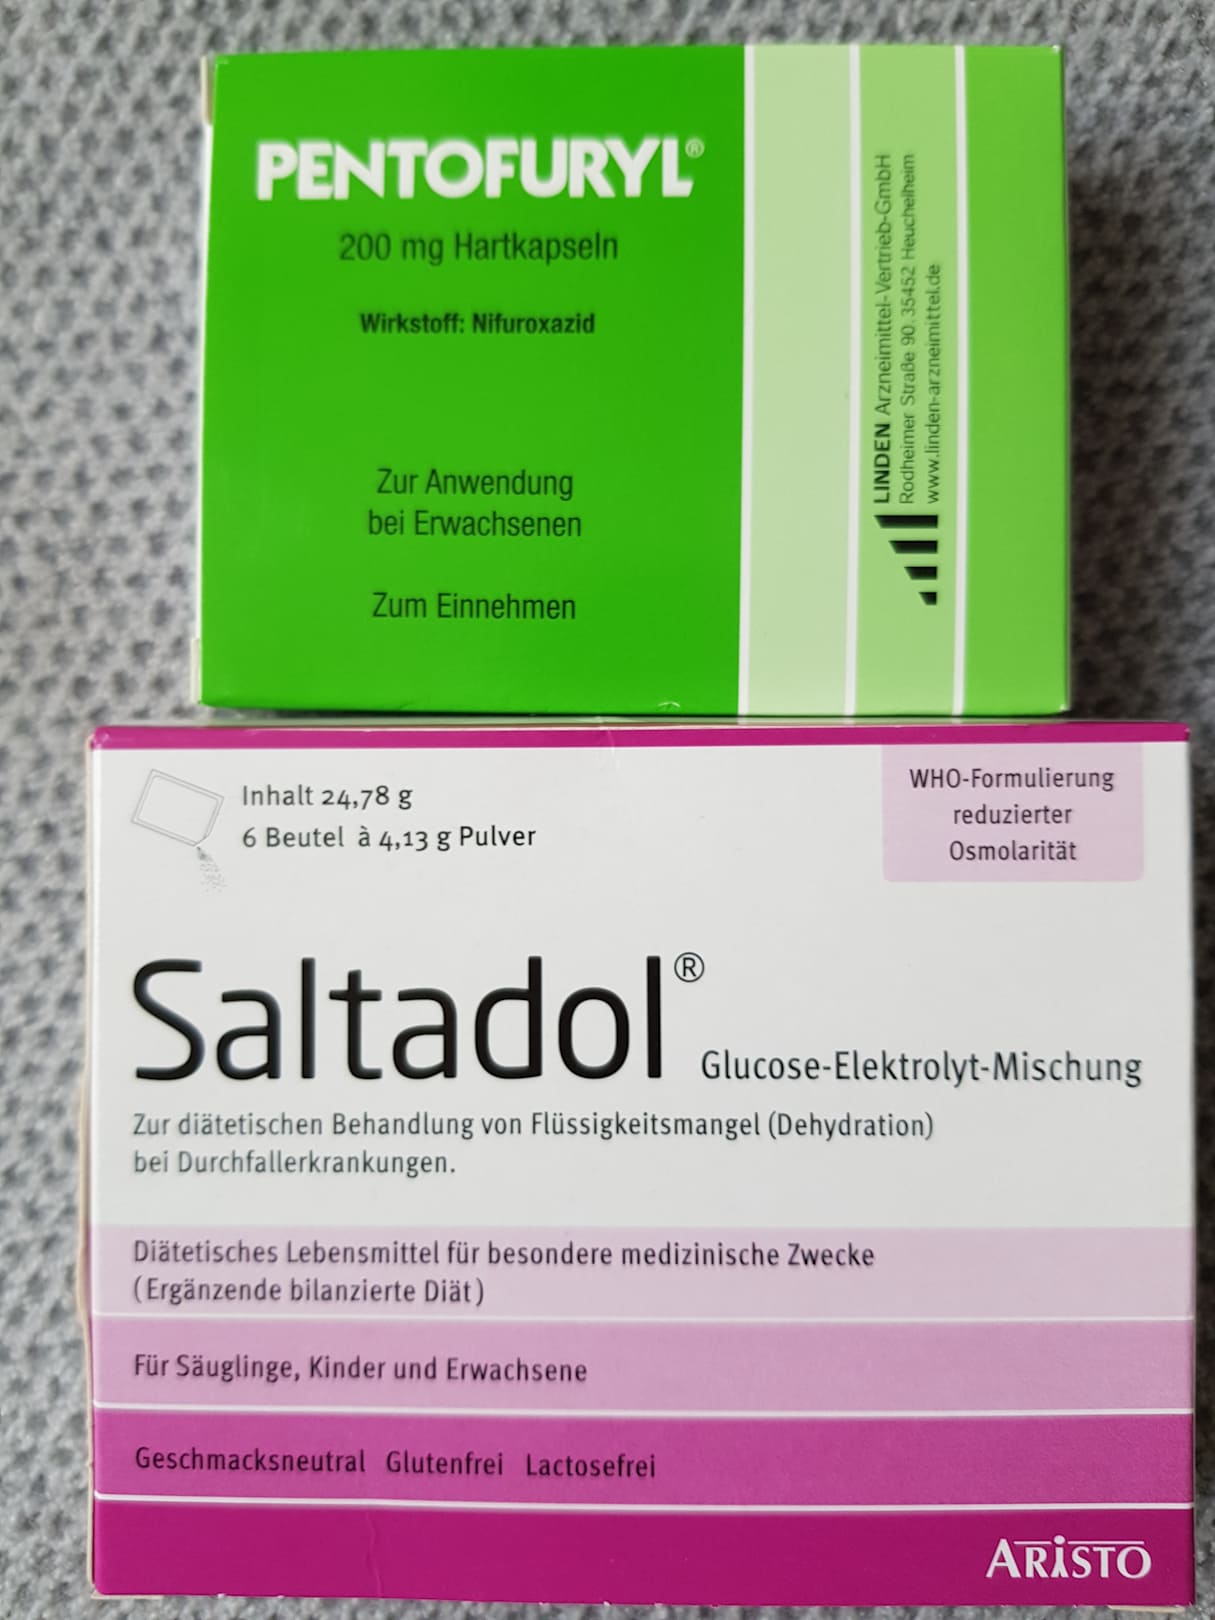 PENTOFURYL®
200 mg Hartkapseln
Wirkstoff: Nifuroxazid
Zur Anwendung
bei Erwachsenen
Zum Einnehmen
LINDEN Arzneimittel-Vertrieb-GmbH
Rodheimer Straße 90.35452 Heuchelheim
www.linden-arzneimittel.de
Inhalt 24,78 g
6 Beutel à 4,13 g Pulver
WHO-Formulierung
reduzierter
Osmolarität
Saltadol®
Glucose-Elektrolyt-Mischung
Zur diätetischen Behandlung von Flüssigkeitsmangel (Dehydration)
bei Durchfallerkrankungen.
Diätetisches Lebensmittel für besondere medizinische Zwecke
(Ergänzende bilanzierte Diät)
Für Säuglinge, Kinder und Erwachsene
Geschmacksneutral Glutenfrei Lactosefrei
ARISTO